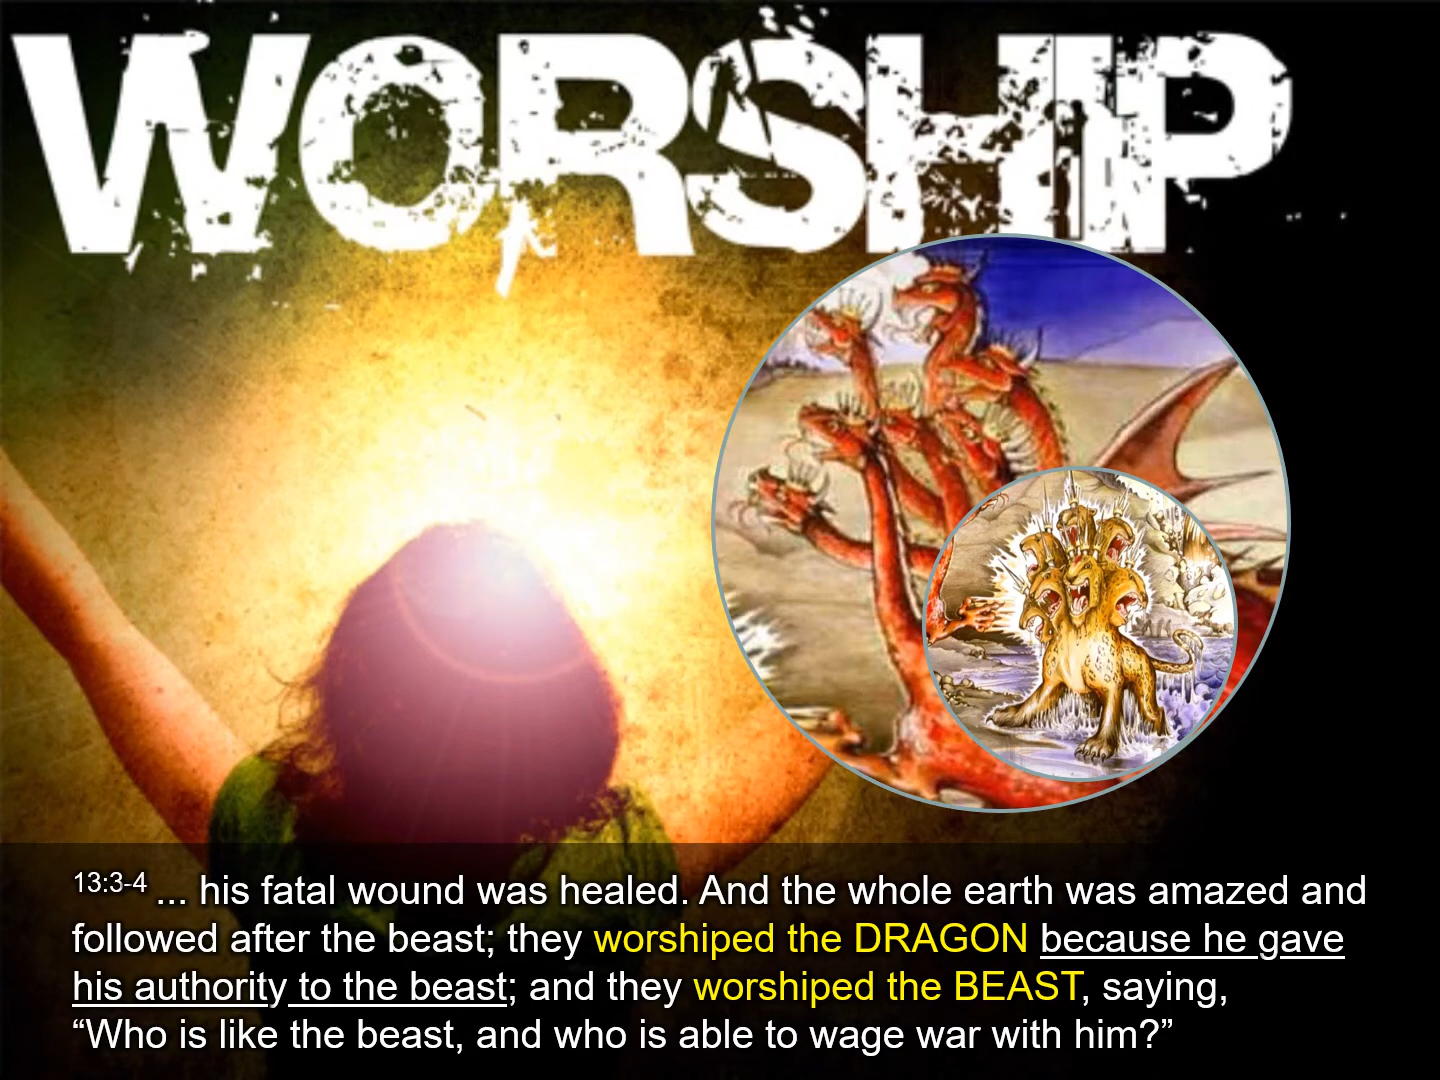 WORSHIP
13:3-4 ... his fatal wound was healed. And the whole earth was amazed and
followed after the beast; they worshiped the DRAGON because he gave
his authority to the beast; and they worshiped the BEAST, saying,
“Who is like the beast, and who is able to wage war with him?”